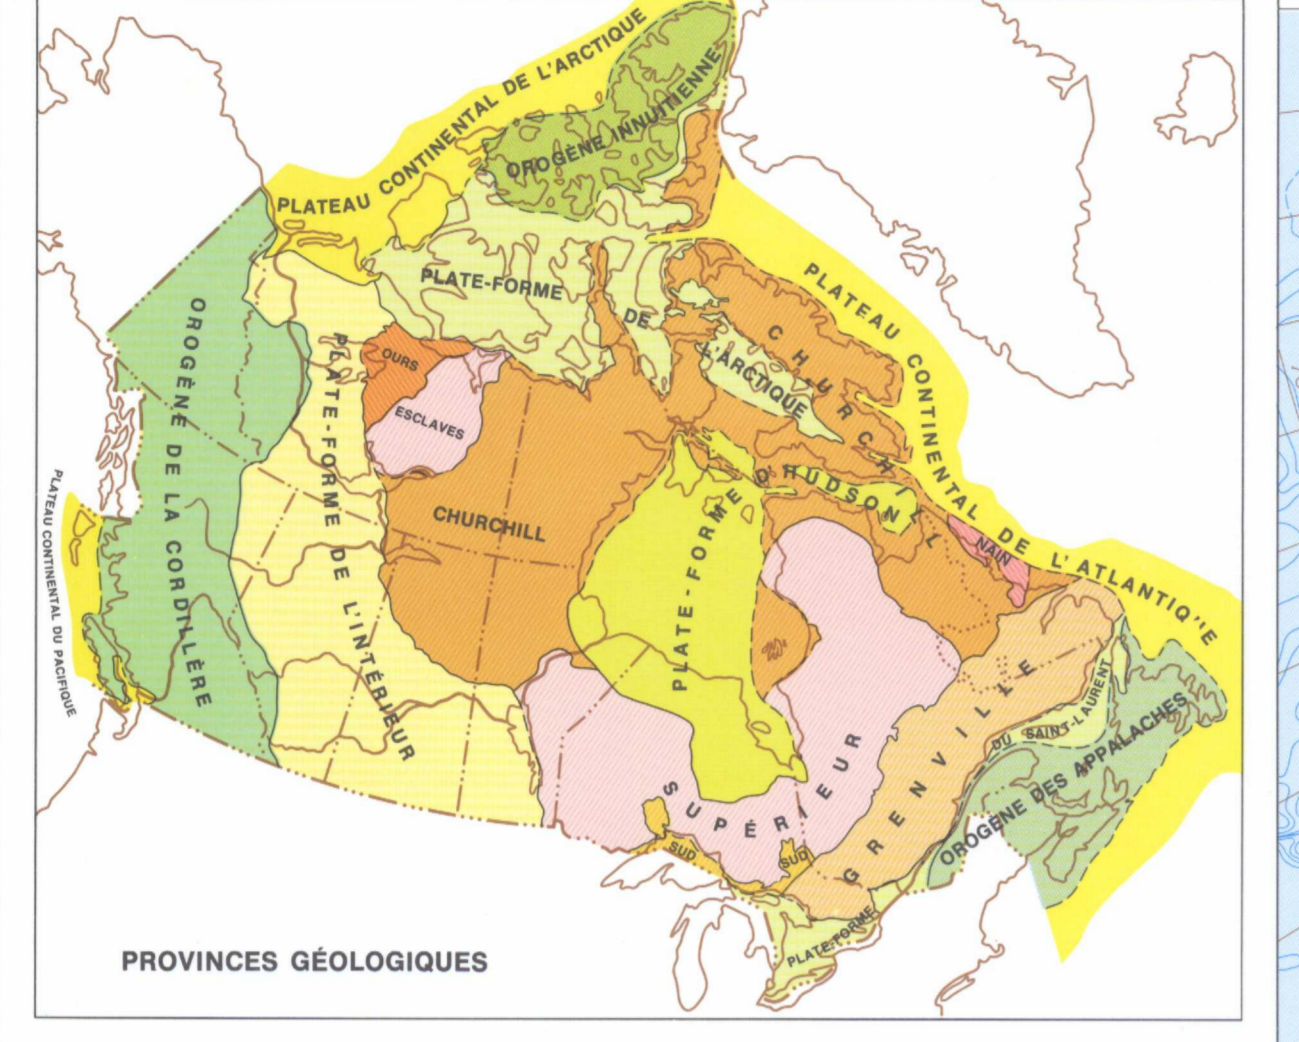 PLATEAU CONTINENTAL DE L'ARCTIQUE
OROGÈNE INNUITIENNE
PLATE-FORME DE L'ARCTIQUE
PLATEAU CONTINENTAL DE L'ATLANTIQ''E
CHURCHILL
OROGÈNE DE LA CORDILLÈRE
PLATE-FORME DE L'INTÉRIEUR
OURS
ESCLAVES
CHURCHILL
PLATE-FORME D'HUDSON
NAIN
PLATEAU CONTINENTAL DU PACIFIQUE
SUPÉRIEUR
GRENVILLE
SUD
SUD
PLATE-FORME
DU SAINT-LAURENT
OROGÈNE DES APPALACHES
PROVINCES GÉOLOGIQUES